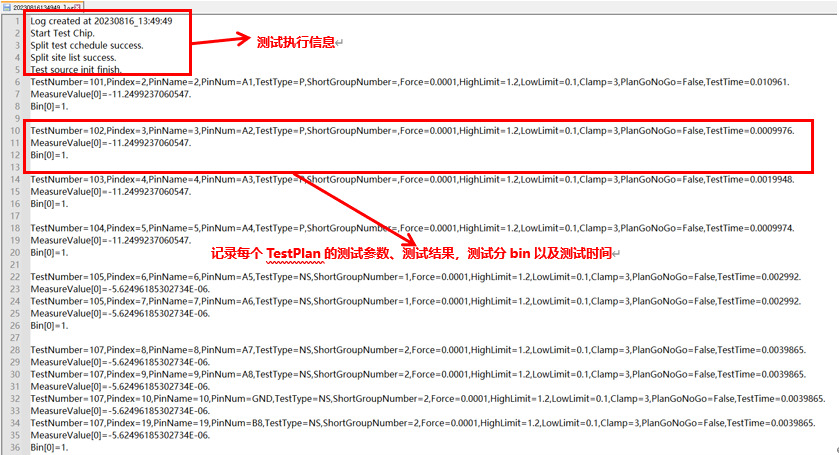 20230816134949_log
1 Log created at 20230816_13:49:49
2 Start Test Chip.
3 Split test cchedule success.
测试执行信息
4 Split site list success.
5 Test source init finish.
6 TestNumber=101,Pindex=2,PinName=2,PinNum=A1,TestType=P,ShortGroupNumber=,Force=0.0001,HighLimit=1.2,LowLimit=0.1,Clamp=3,PlanGoNoGo=False,TestTime=0.010961.
7 MeasureValue[0]=-11.2499237060547.
8 Bin[0]=1.
9
10 TestNumber=102,Pindex=3,PinName=3,PinNum=A2,TestType=P,ShortGroupNumber=,Force=0.0001,HighLimit=1.2,LowLimit=0.1,Clamp=3,PlanGoNoGo=False,TestTime=0.0009976.
11 MeasureValue[0]=-11.2499237060547.
12 Bin[0]=1.
13
14 TestNumber=103,Pindex=4,PinName=4,PinNum=A3,TestType=P,ShortGroupNumber=,Force=0.0001,HighLimit=1.2,LowLimit=0.1,Clamp=3,PlanGoNoGo=False,TestTime=0.0019948.
15 MeasureValue[0]=-11.2499237060547.
16 Bin[0]=1.
17
18 TestNumber=104,Pindex=5,PinName=5,PinNum=A4,TestType=P,ShortGroupNumber=,Force=0.0001,HighLimit=1.2,LowLimit=0.1,Clamp=3,PlanGoNoGo=False,TestTime=0.0009974.
19 MeasureValue[0]=-11.2499237060547.
20 Bin[0]=1.
记录每个 TestPlan 的测试参数、测试结果，测试分 bin 以及测试时间
21
22 TestNumber=105,Pindex=6,PinName=6,PinNum=A5,TestType=NS,ShortGroupNumber=1,Force=0.0001,HighLimit=1.2,LowLimit=0.1,Clamp=3,PlanGoNoGo=False,TestTime=0.002992.
23 MeasureValue[0]=-5.62496185302734E-06.
24 TestNumber=105,Pindex=7,PinName=7,PinNum=A6,TestType=NS,ShortGroupNumber=1,Force=0.0001,HighLimit=1.2,LowLimit=0.1,Clamp=3,PlanGoNoGo=False,TestTime=0.002992.
25 MeasureValue[0]=-5.62496185302734E-06.
26 Bin[0]=1.
27
28 TestNumber=107,Pindex=8,PinName=8,PinNum=A7,TestType=NS,ShortGroupNumber=2,Force=0.0001,HighLimit=1.2,LowLimit=0.1,Clamp=3,PlanGoNoGo=False,TestTime=0.0039865.
29 MeasureValue[0]=-5.62496185302734E-06.
30 TestNumber=107,Pindex=9,PinName=9,PinNum=A8,TestType=NS,ShortGroupNumber=2,Force=0.0001,HighLimit=1.2,LowLimit=0.1,Clamp=3,PlanGoNoGo=False,TestTime=0.0039865.
31 MeasureValue[0]=-5.62496185302734E-06.
32 TestNumber=107,Pindex=10,PinName=10,PinNum=GND,TestType=NS,ShortGroupNumber=2,Force=0.0001,HighLimit=1.2,LowLimit=0.1,Clamp=3,PlanGoNoGo=False,TestTime=0.0039865.
33 MeasureValue[0]=-5.62496185302734E-06.
34 TestNumber=107,Pindex=19,PinName=19,PinNum=B8,TestType=NS,ShortGroupNumber=2,Force=0.0001,HighLimit=1.2,LowLimit=0.1,Clamp=3,PlanGoNoGo=False,TestTime=0.0039865.
35 MeasureValue[0]=-5.62496185302734E-06.
36 Bin[0]=1.